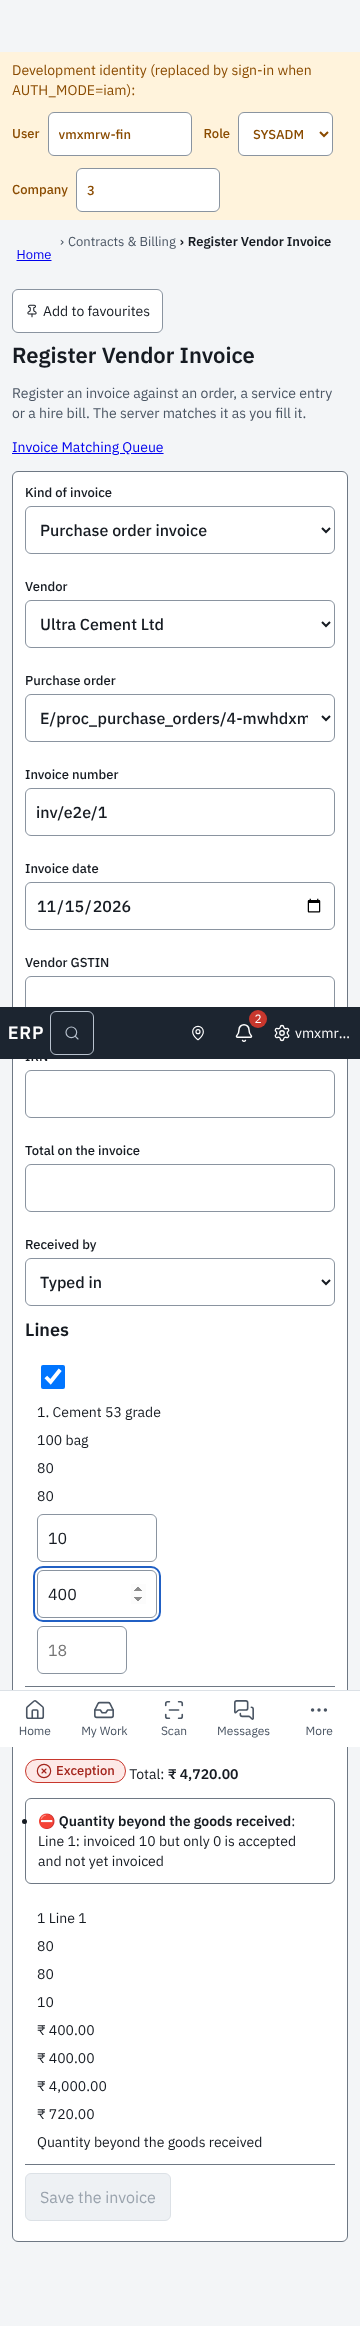 Development identity (replaced by sign-in when
AUTH_MODE=iam):
User vmxmrw-fin Role SYSADM
Company 3
Home › Contracts & Billing › Register Vendor Invoice
Add to favourites
Register Vendor Invoice
Register an invoice against an order, a service entry
or a hire bill. The server matches it as you fill it.
Invoice Matching Queue
Kind of invoice
Purchase order invoice
Vendor
Ultra Cement Ltd
Purchase order
E/proc_purchase_orders/4-mwhdxm
Invoice number
inv/e2e/1
Invoice date
11/15/2026
Vendor GSTIN
ERP 2 vmxmr...
Total on the invoice
Received by
Typed in
Lines
1. Cement 53 grade
100 bag
80
80
10
400
18
Home My Work Scan Messages More
Exception Total: ₹ 4,720.00
Quantity beyond the goods received:
Line 1: invoiced 10 but only 0 is accepted
and not yet invoiced
1 Line 1
80
80
10
₹ 400.00
₹ 400.00
₹ 4,000.00
₹ 720.00
Quantity beyond the goods received
Save the invoice